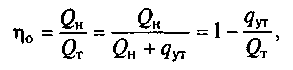 η₀ = Qн / Qт = Qн / (Qн + qут) = 1 − qут / Qт ,